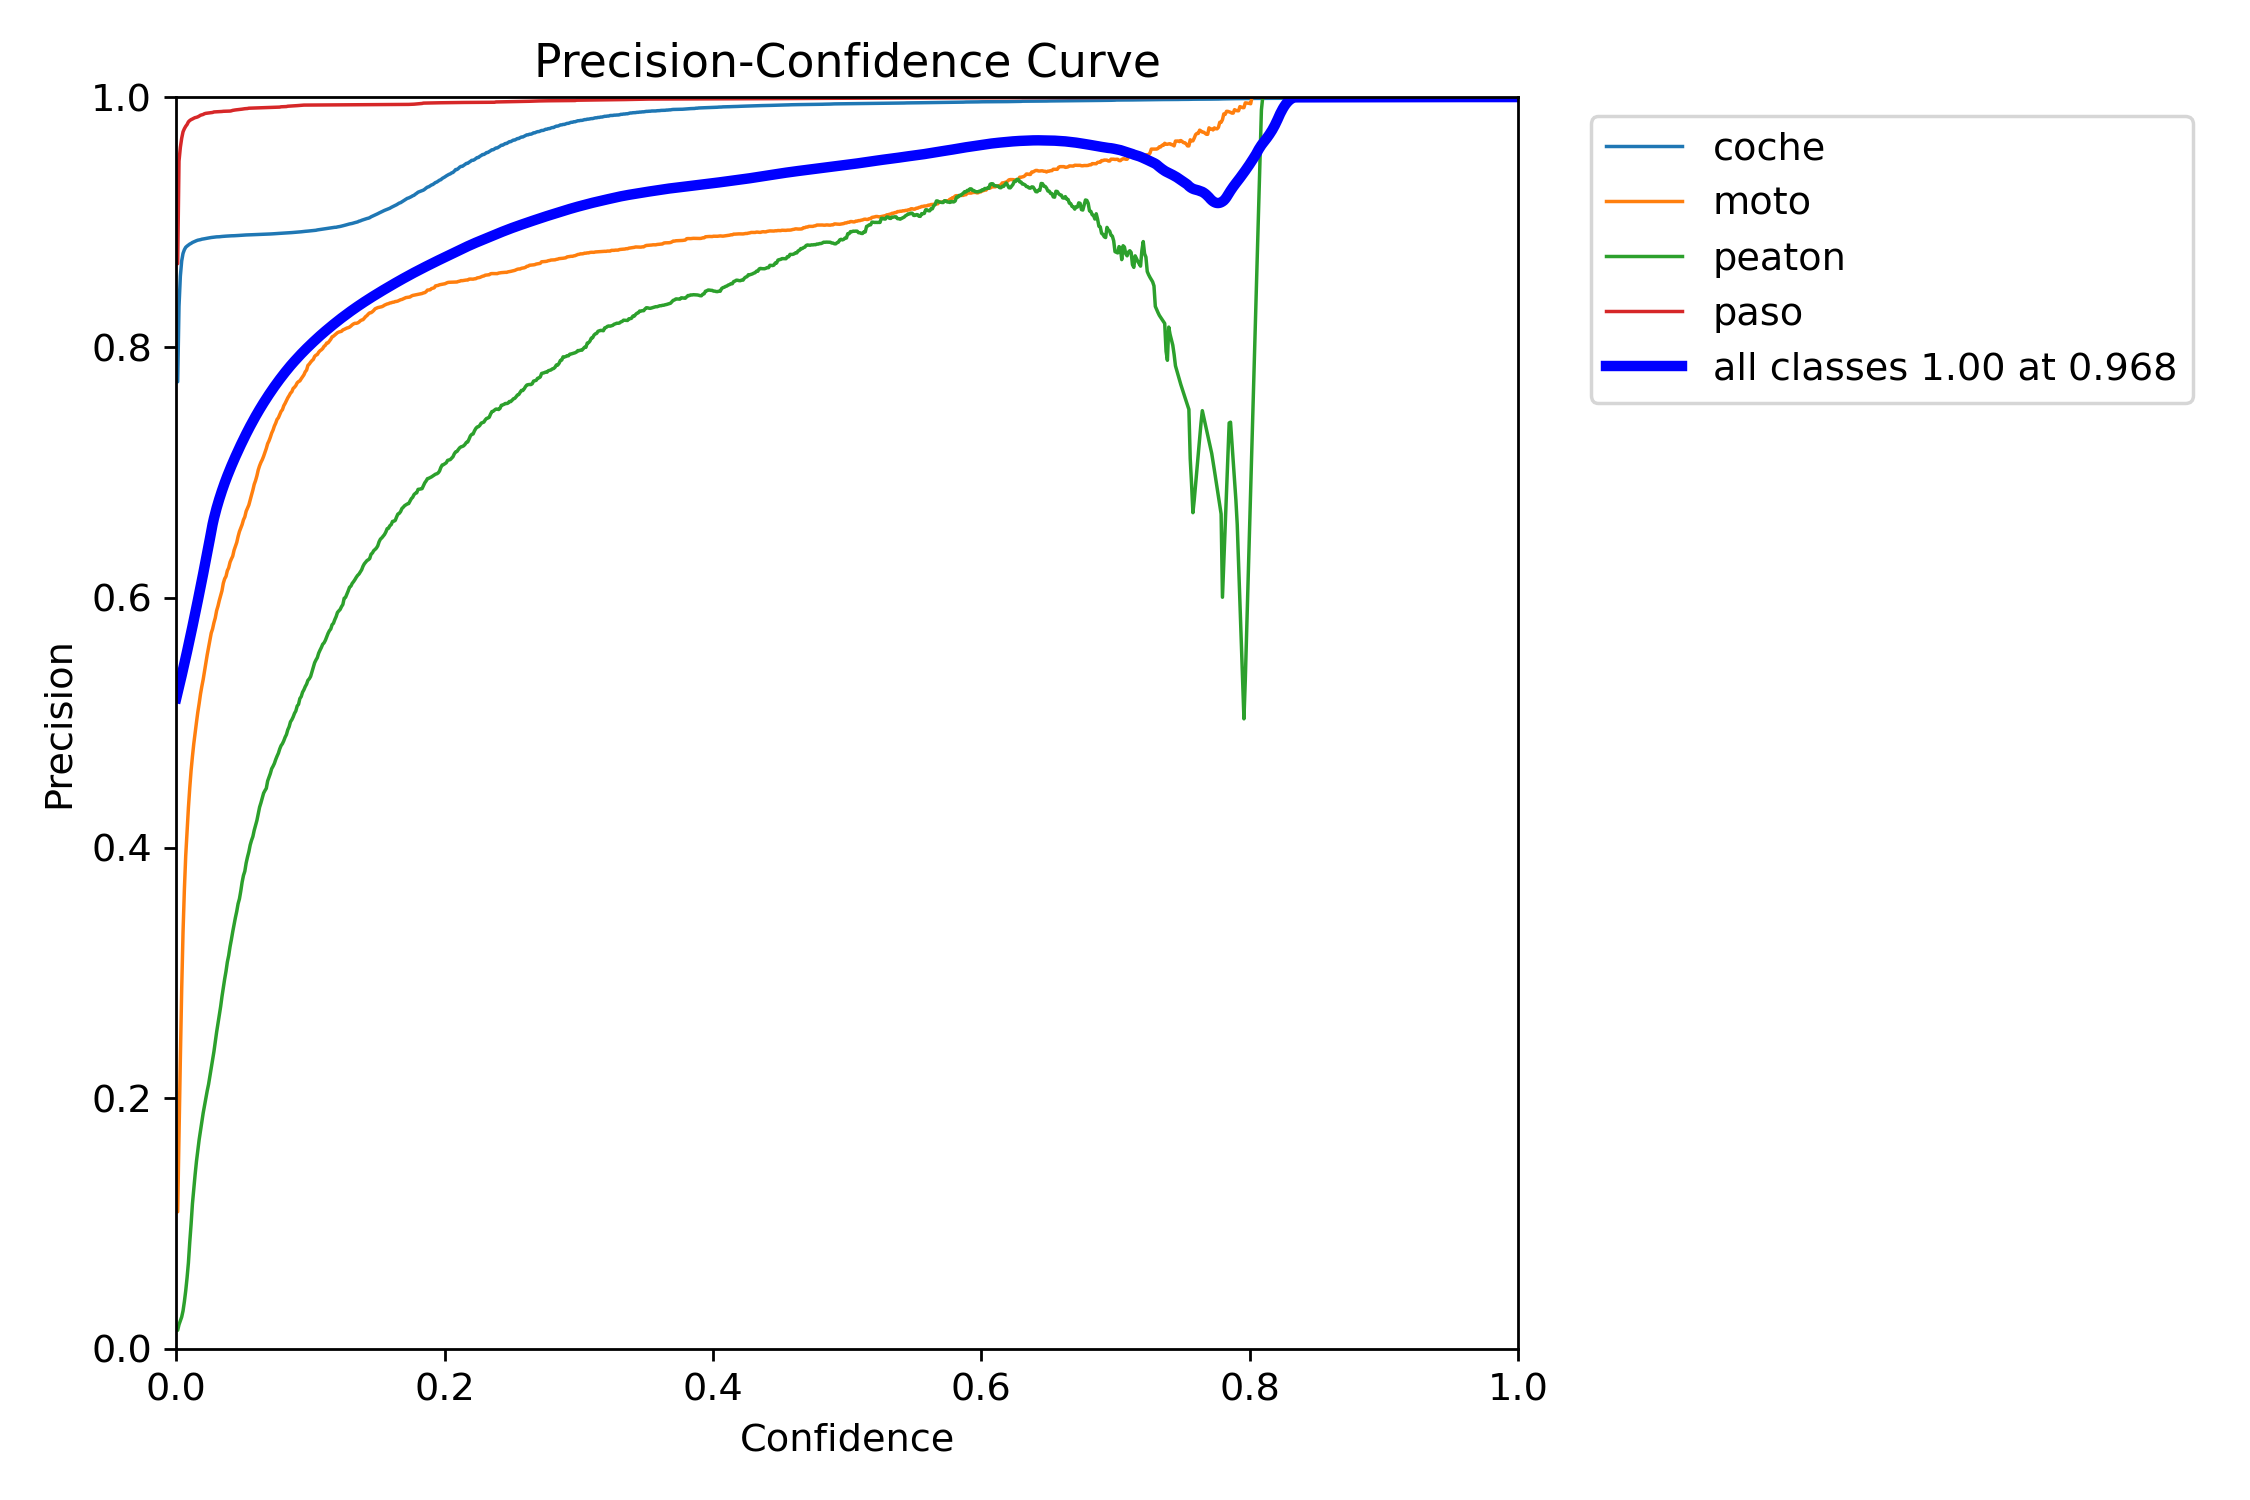 Precision-Confidence Curve
1.0
0.8
0.6
0.4
0.2
0.0
Precision
0.0 0.2 0.4 0.6 0.8 1.0
Confidence
coche
moto
peaton
paso
all classes 1.00 at 0.968